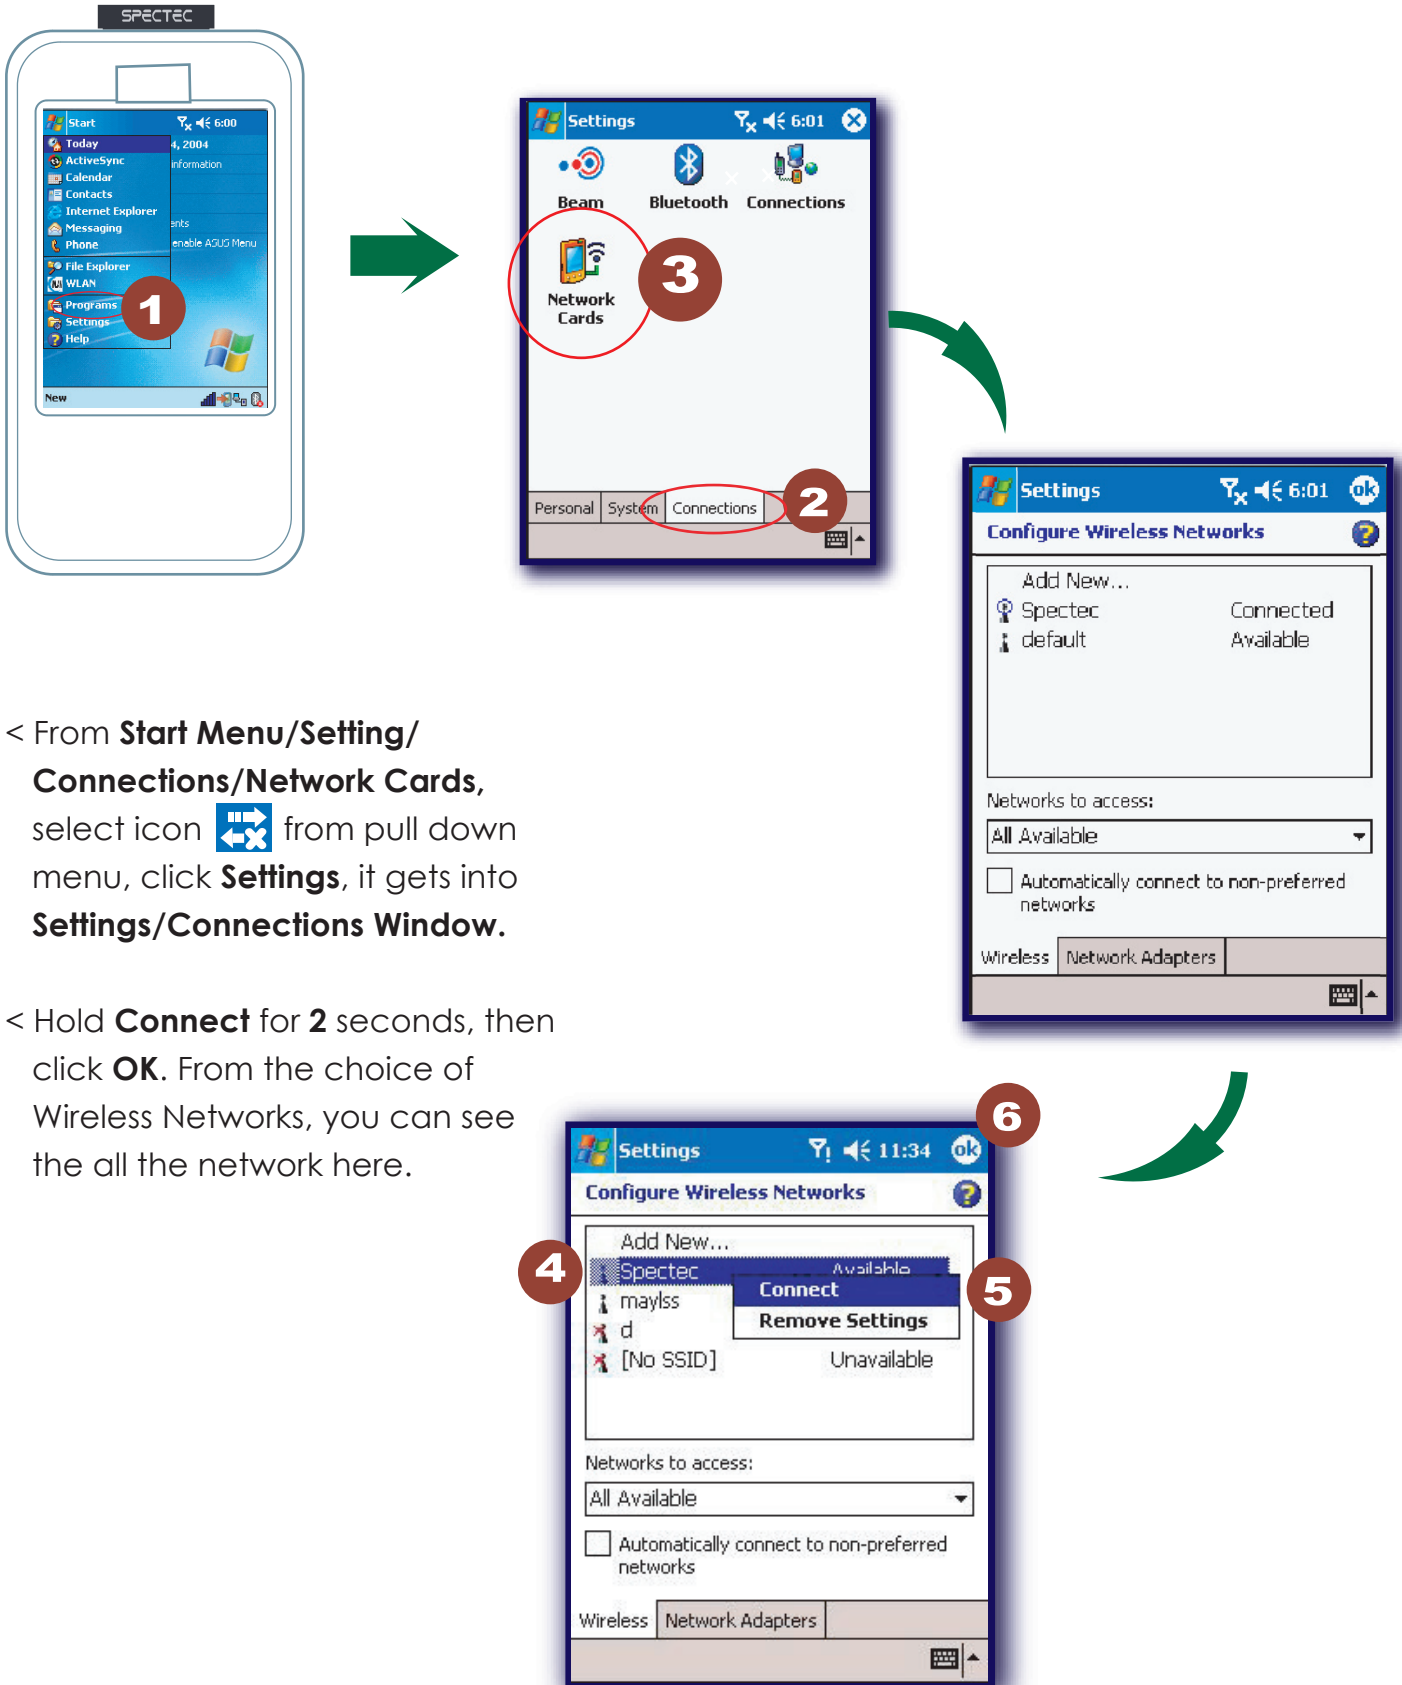 SPECTEC
Start 6:00
Today 4, 2004
ActiveSync information
Calendar
Contacts
Internet Explorer
Messaging ents
Phone enable ASUS Menu
File Explorer
WLAN
Programs
1
Settings
Help
New
Settings 6:01
Beam Bluetooth Connections
Network
Cards
3
Personal System Connections
2
Settings 6:01 ok
Configure Wireless Networks ?
Add New...
Spectec Connected
default Available
Networks to access:
All Available
Automatically connect to non-preferred
networks
Wireless Network Adapters
< From Start Menu/Setting/
Connections/Network Cards,
select icon from pull down
menu, click Settings, it gets into
Settings/Connections Window.
< Hold Connect for 2 seconds, then
click OK. From the choice of
Wireless Networks, you can see
the all the network here.
6
Settings 11:34 ok
Configure Wireless Networks ?
Add New...
4
Spectec Available
Connect
5
maylss
Remove Settings
d
[No SSID] Unavailable
Networks to access:
All Available
Automatically connect to non-preferred
networks
Wireless Network Adapters